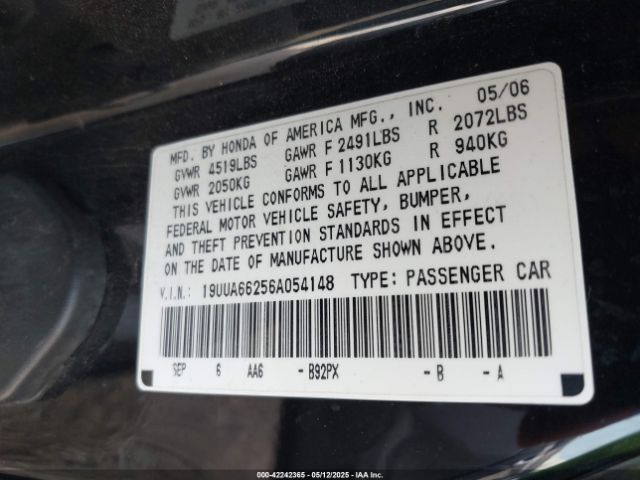 MFD. BY HONDA OF AMERICA MFG., INC. 05/06
GVWR 4519LBS GAWR F 2491LBS R 2072LBS
GVWR 2050KG GAWR F 1130KG R 940KG
THIS VEHICLE CONFORMS TO ALL APPLICABLE
FEDERAL MOTOR VEHICLE SAFETY, BUMPER,
AND THEFT PREVENTION STANDARDS IN EFFECT
ON THE DATE OF MANUFACTURE SHOWN ABOVE.
V.I.N.: 19UUA66256A054148 TYPE: PASSENGER CAR
SEP 6 AA6 -B92PX -B -A
000-42242365 - 05/12/2025 - IAA Inc.